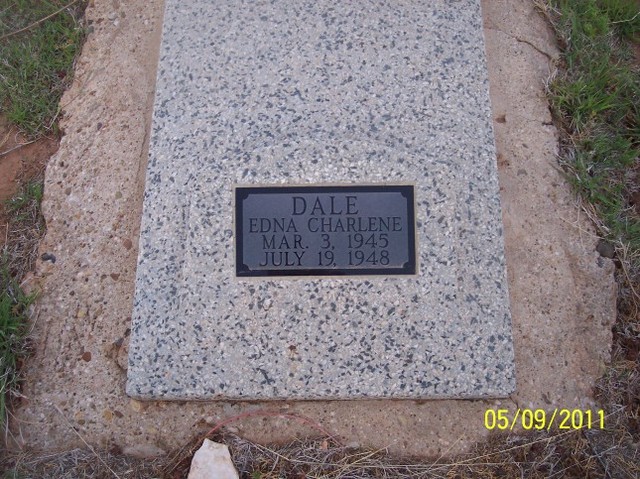 DALE
EDNA CHARLENE
MAR. 3, 1945
JULY 19, 1948
05/09/2011